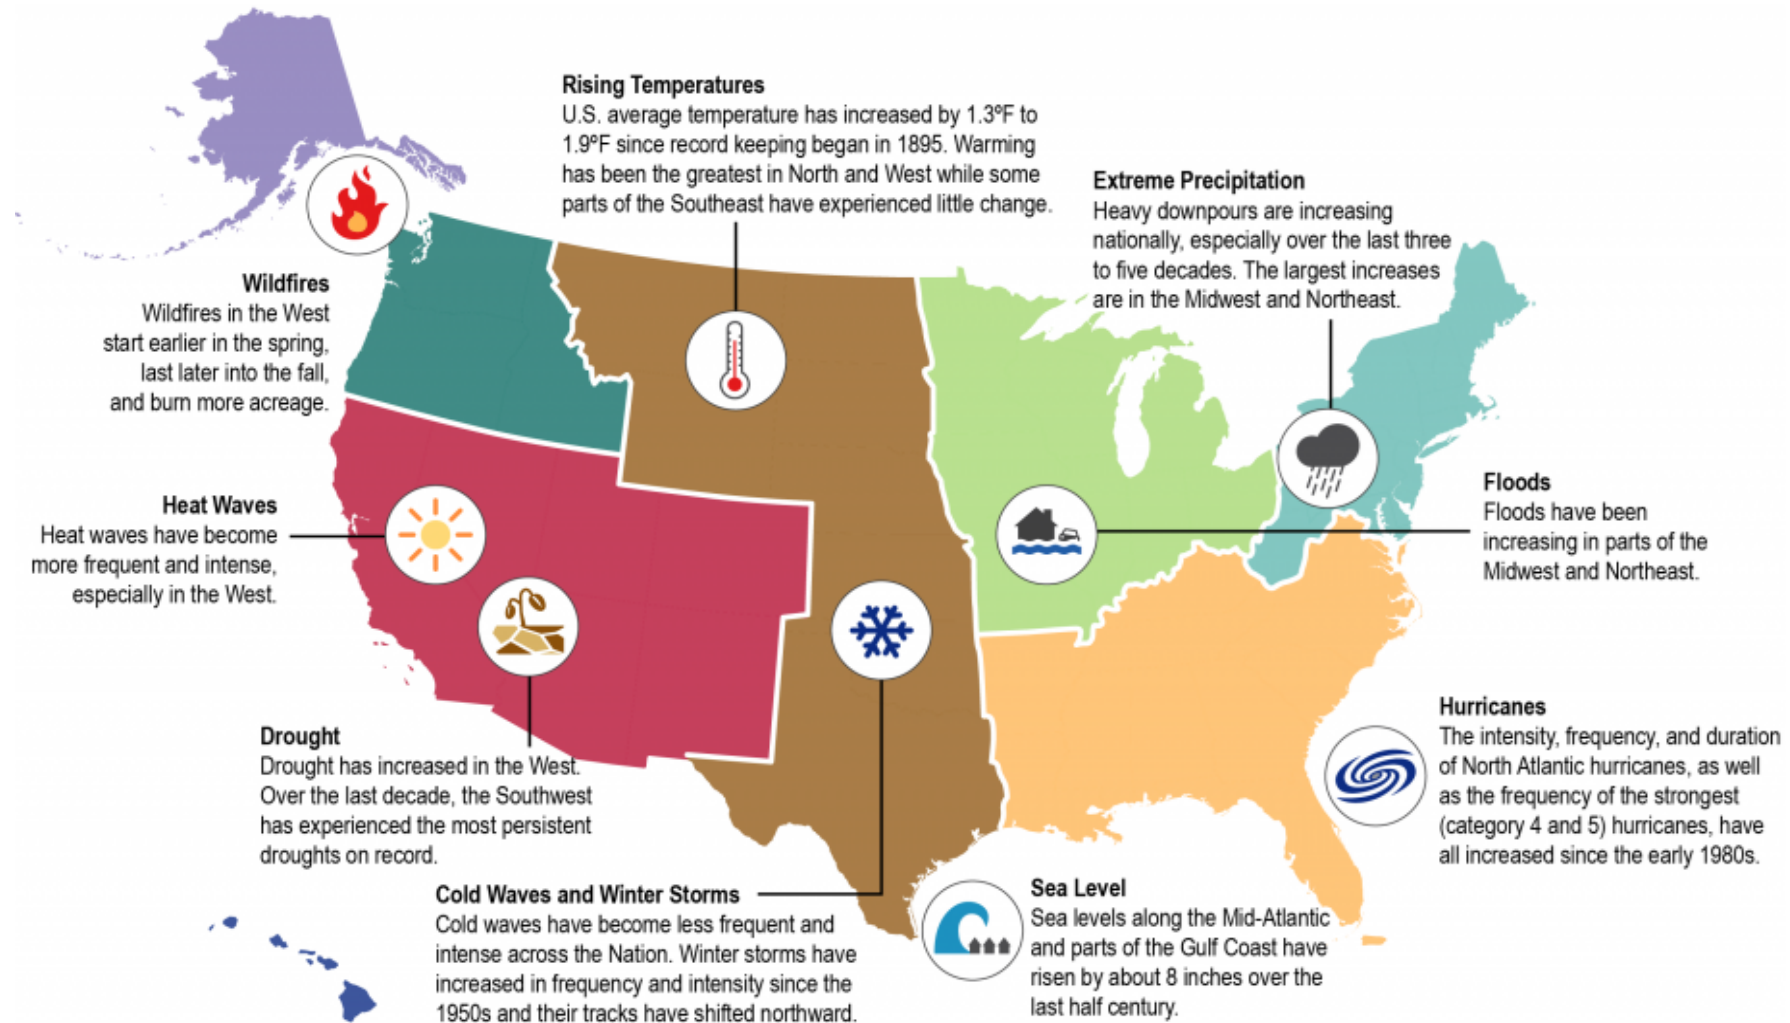 Rising Temperatures
U.S. average temperature has increased by 1.3ºF to
1.9ºF since record keeping began in 1895. Warming
has been the greatest in North and West while some
parts of the Southeast have experienced little change.
Extreme Precipitation
Heavy downpours are increasing
nationally, especially over the last three
to five decades. The largest increases
are in the Midwest and Northeast.
Wildfires
Wildfires in the West
start earlier in the spring,
last later into the fall,
and burn more acreage.
Heat Waves
Heat waves have become
more frequent and intense,
especially in the West.
Floods
Floods have been
increasing in parts of the
Midwest and Northeast.
Drought
Drought has increased in the West.
Over the last decade, the Southwest
has experienced the most persistent
droughts on record.
Hurricanes
The intensity, frequency, and duration
of North Atlantic hurricanes, as well
as the frequency of the strongest
(category 4 and 5) hurricanes, have
all increased since the early 1980s.
Cold Waves and Winter Storms
Cold waves have become less frequent and
intense across the Nation. Winter storms have
increased in frequency and intensity since the
1950s and their tracks have shifted northward.
Sea Level
Sea levels along the Mid-Atlantic
and parts of the Gulf Coast have
risen by about 8 inches over the
last half century.